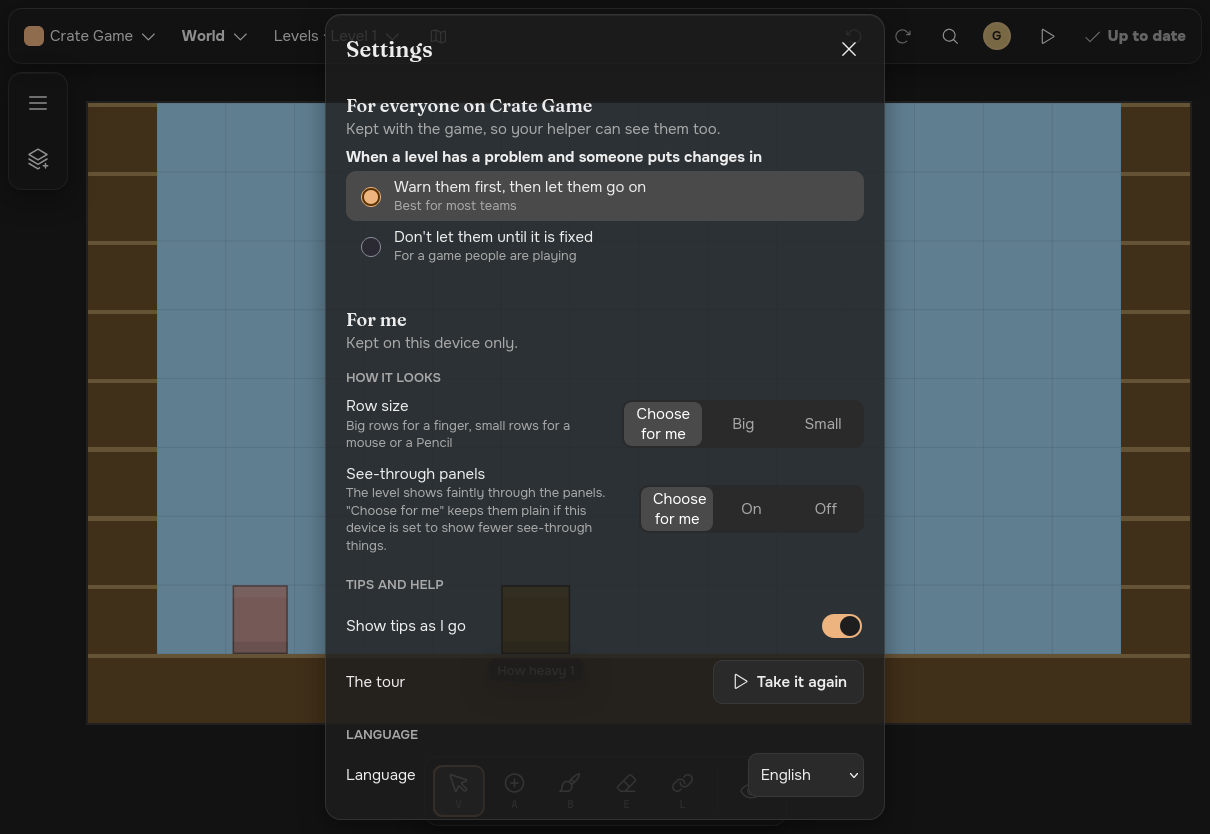 Crate Game World Levels · Level 1 G Up to date
Settings
For everyone on Crate Game
Kept with the game, so your helper can see them too.
When a level has a problem and someone puts changes in
Warn them first, then let them go on
Best for most teams
Don't let them until it is fixed
For a game people are playing
For me
Kept on this device only.
HOW IT LOOKS
Row size
Big rows for a finger, small rows for a
mouse or a Pencil
Choose
for me
Big
Small
See-through panels
The level shows faintly through the panels.
"Choose for me" keeps them plain if this
device is set to show fewer see-through
things.
Choose
for me
On
Off
TIPS AND HELP
Show tips as I go
How heavy 1
The tour
Take it again
LANGUAGE
Language
English
V A B E L